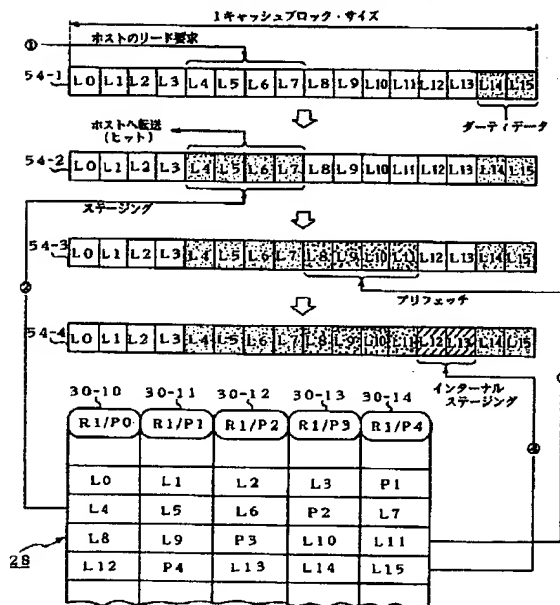 1キャッシュブロック・サイズ
①
ホストのリード要求
54-1
L0 L1 L2 L3 L4 L5 L6 L7 L8 L9 L10 L11 L12 L13 L14 L15
ダーティデータ
ホストへ転送
(ヒット)
54-2
L0 L1 L2 L3 L4 L5 L6 L7 L8 L9 L10 L11 L12 L13 L14 L15
ステージング
54-3
L0 L1 L2 L3 L4 L5 L6 L7 L8 L9 L10 L11 L12 L13 L14 L15
②
プリフェッチ
54-4
L0 L1 L2 L3 L4 L5 L6 L7 L8 L9 L10 L11 L12 L13 L14 L15
インターナル
ステージング
30-10 30-11 30-12 30-13 30-14
R1/P0 R1/P1 R1/P2 R1/P3 R1/P4
L0 L1 L2 L3 P1
L4 L5 L6 P2 L7
L8 L9 P3 L10 L11
L12 P4 L13 L14 L15
28